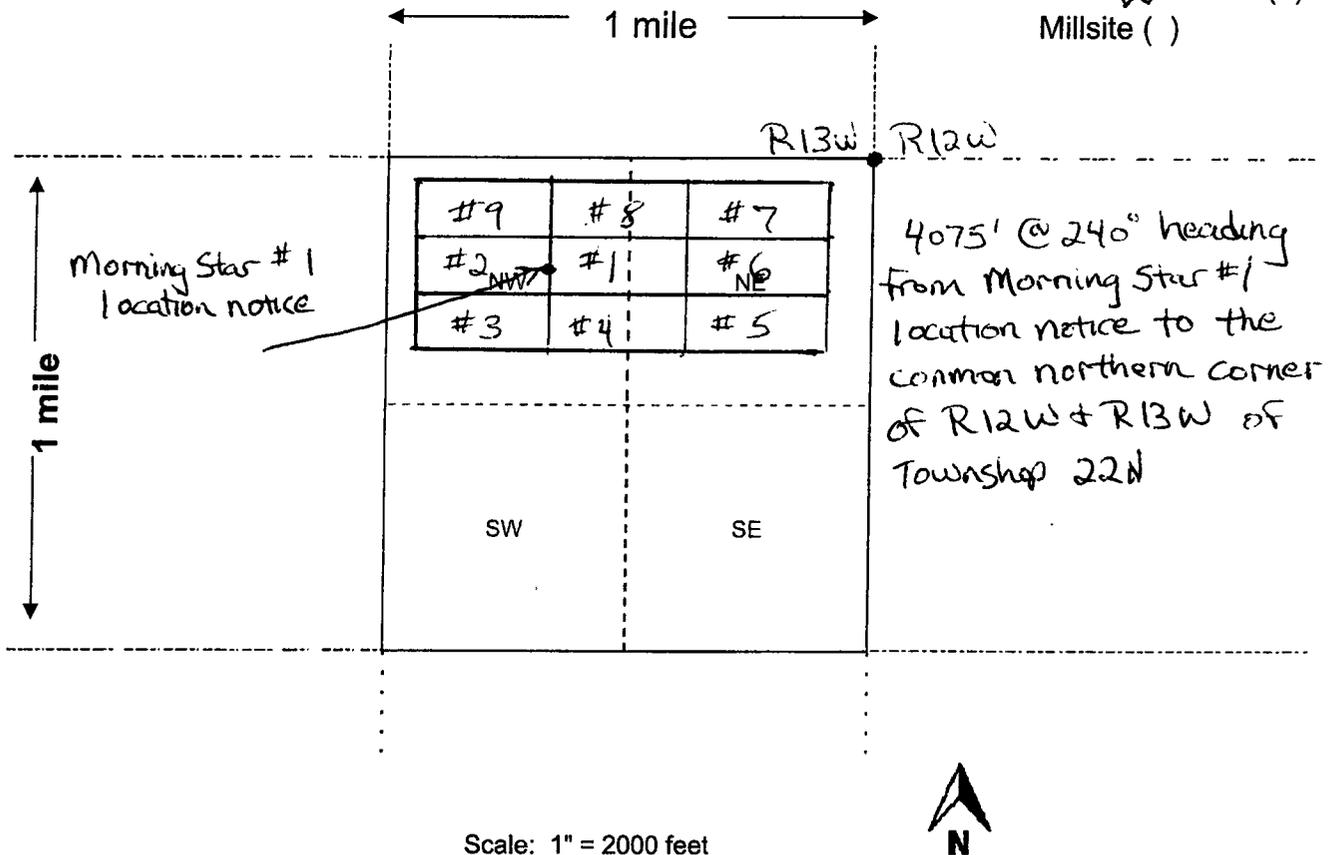 1 mile
Millsite ( )
R13W R12W
#9 #8 #7
Morning Star #1
location notice
#2 NW #1 #6 NE
#3 #4 #5
1 mile
4075' @ 240° heading
from Morning Star #1
location notice to the
conmon northern corner
of R12W & R13W of
Townshop 22N
SW SE
Scale: 1" = 2000 feet
N